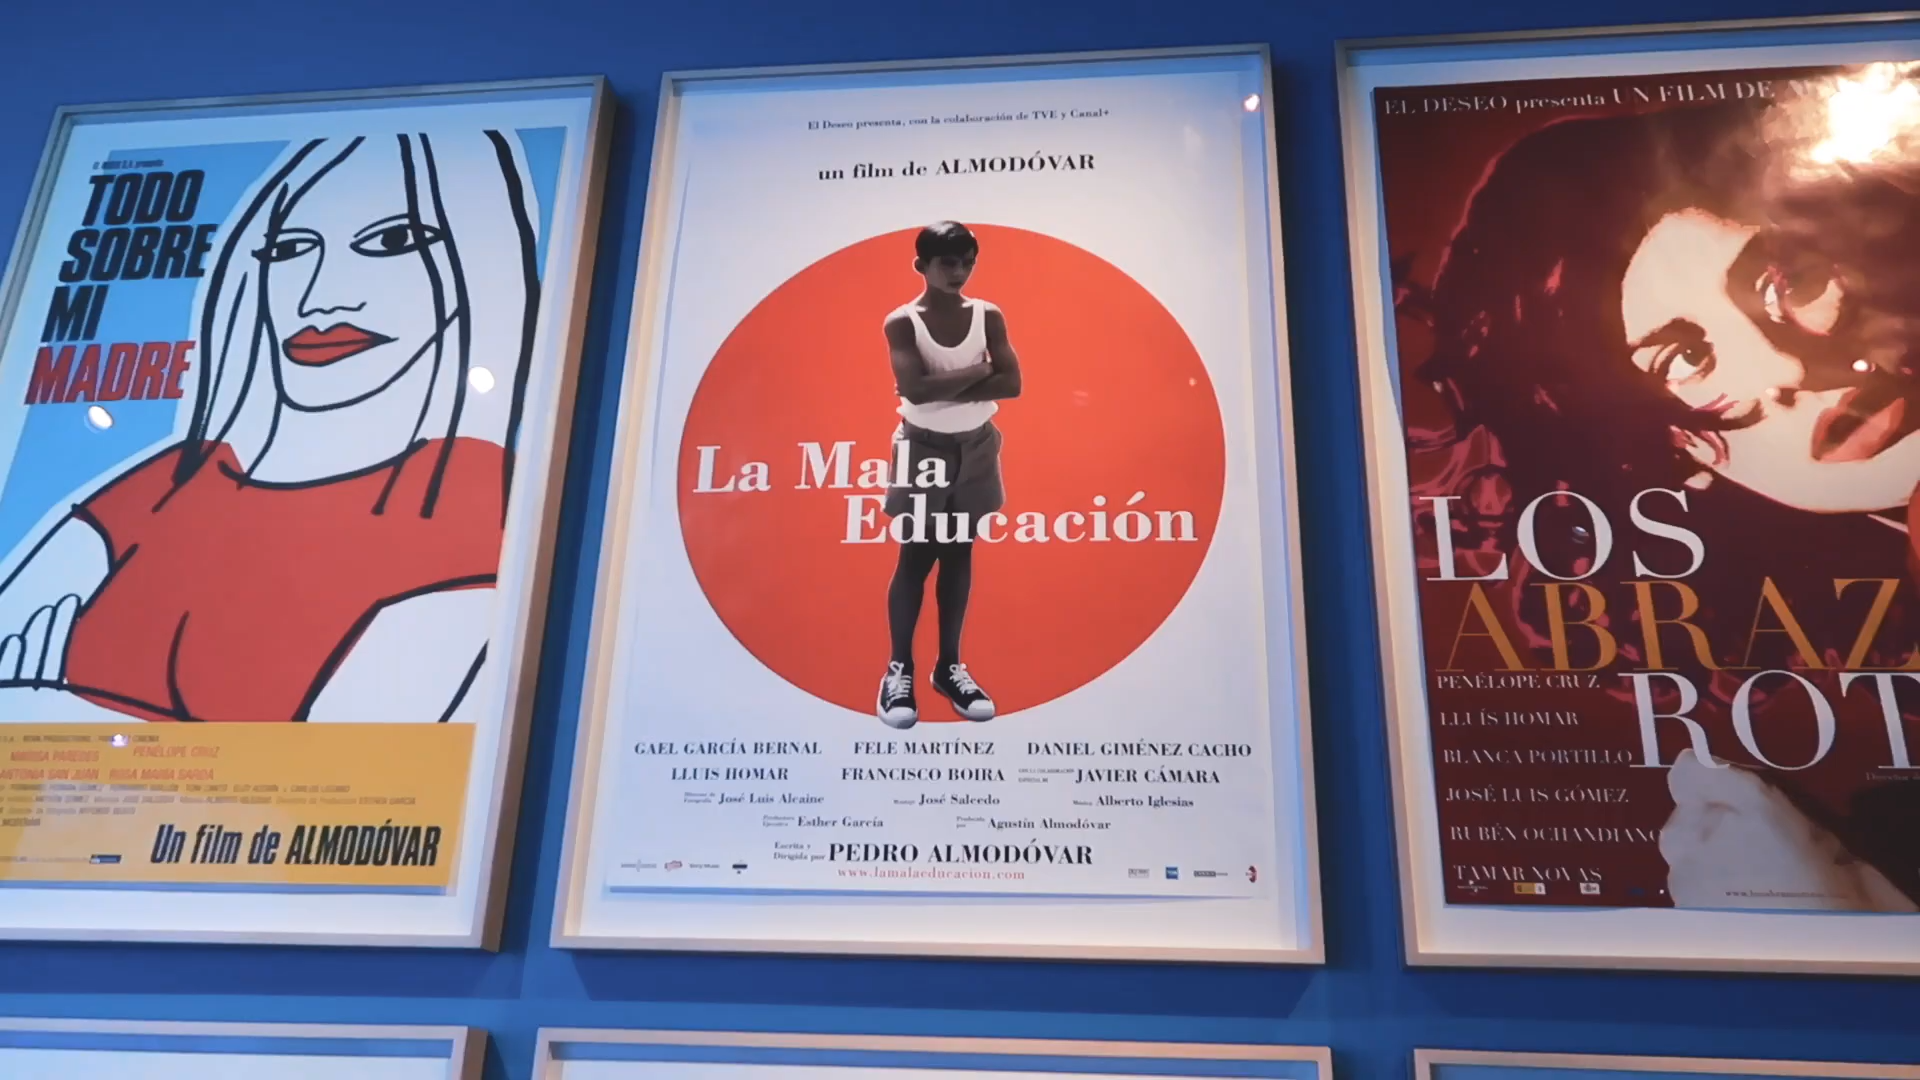 TODO
SOBRE
MI
MADRE
MARISA PAREDES PENÉLOPE CRUZ
ANTONIA SAN JUAN ROSA MARIA SARDA
Un film de ALMODÓVAR
El Deseo presenta, con la colaboración de TVE y Canal+
un film de ALMODÓVAR
La Mala
Educación
GAEL GARCÍA BERNAL FELE MARTÍNEZ DANIEL GIMÉNEZ CACHO
LLUIS HOMAR FRANCISCO BOIRA JAVIER CÁMARA
José Luis Alcaine José Salcedo Alberto Iglesias
Esther García Agustín Almodóvar
Escrita y
Dirigida por PEDRO ALMODÓVAR
www.lamalaeducacion.com
EL DESEO presenta UN FILM DE
LOS
ABRAZ
ROT
PENÉLOPE CRUZ
LLUÍS HOMAR
BLANCA PORTILLO
JOSÉ LUIS GÓMEZ
RUBÉN OCHANDIANO
TAMAR NOVAS